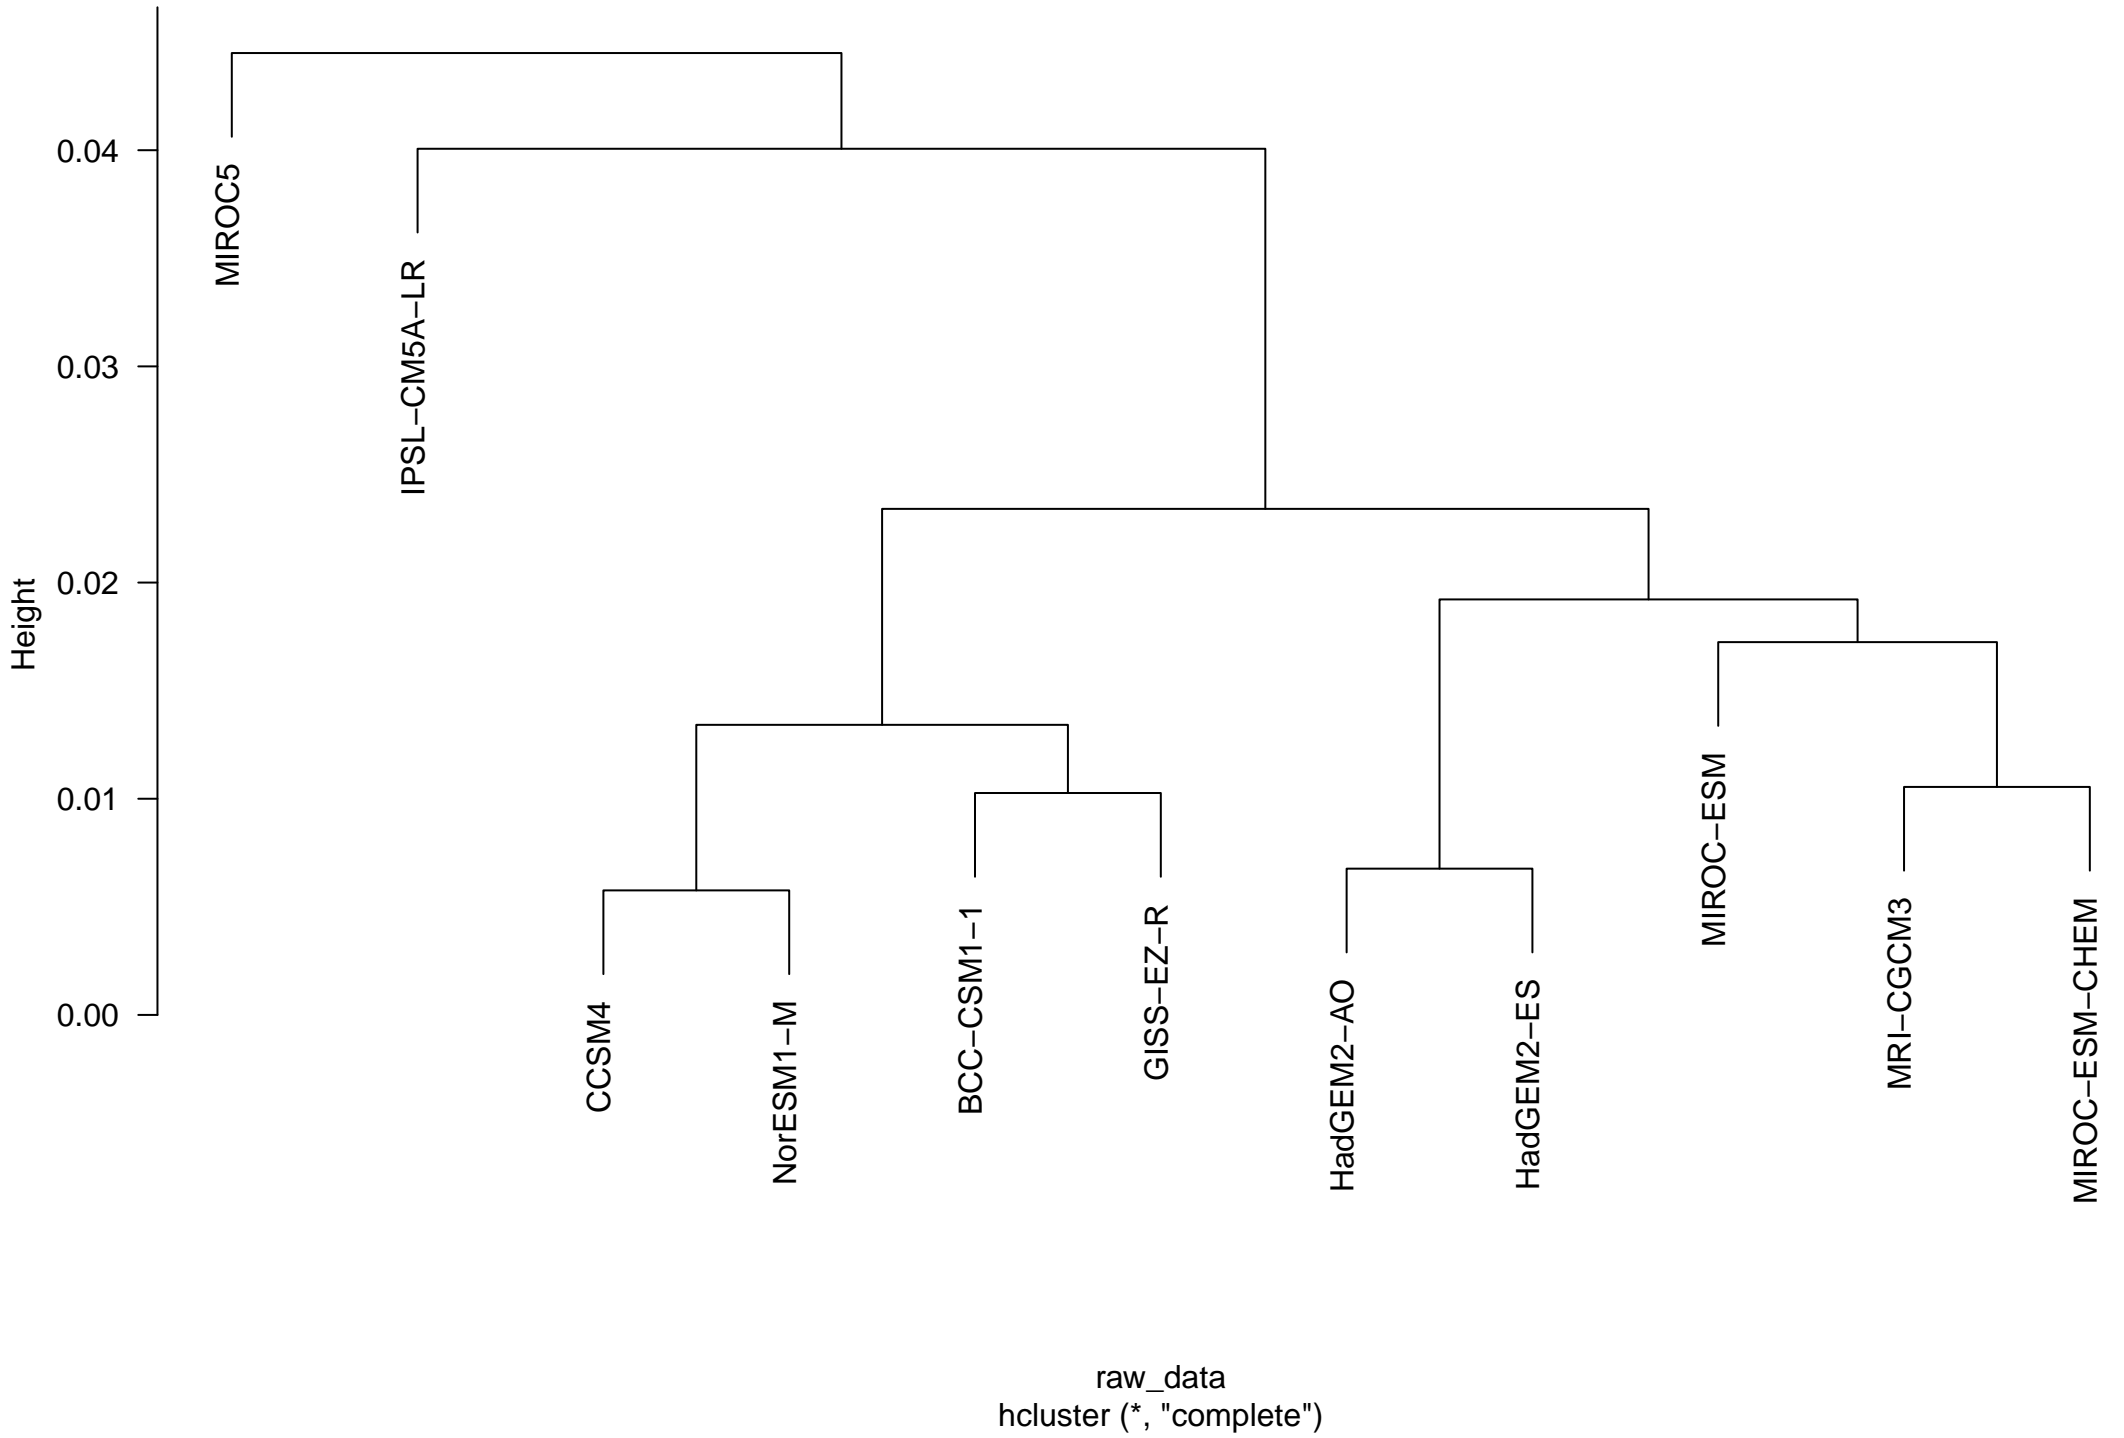 Height
0.04
0.03
0.02
0.01
0.00
MIROC5
IPSL−CM5A−LR
CCSM4
NorESM1−M
BCC−CSM1−1
GISS−EZ−R
HadGEM2−AO
HadGEM2−ES
MIROC−ESM
MRI−CGCM3
MIROC−ESM−CHEM
raw_data
hcluster (*, "complete")